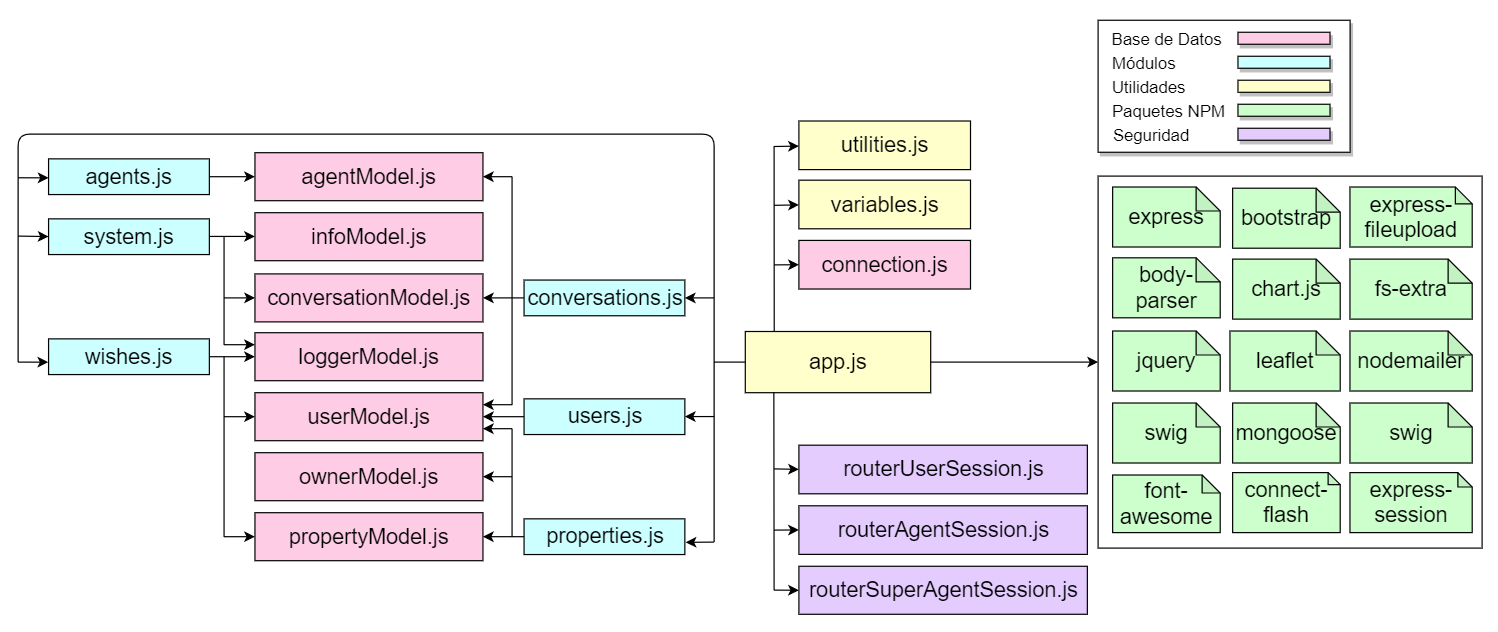 Base de Datos
Módulos
Utilidades
Paquetes NPM
Seguridad
agents.js
system.js
wishes.js
agentModel.js
infoModel.js
conversationModel.js
loggerModel.js
userModel.js
ownerModel.js
propertyModel.js
conversations.js
users.js
properties.js
utilities.js
variables.js
connection.js
app.js
routerUserSession.js
routerAgentSession.js
routerSuperAgentSession.js
express
bootstrap
express-
fileupload
body-
parser
chart.js
fs-extra
jquery
leaflet
nodemailer
swig
mongoose
swig
font-
awesome
connect-
flash
express-
session